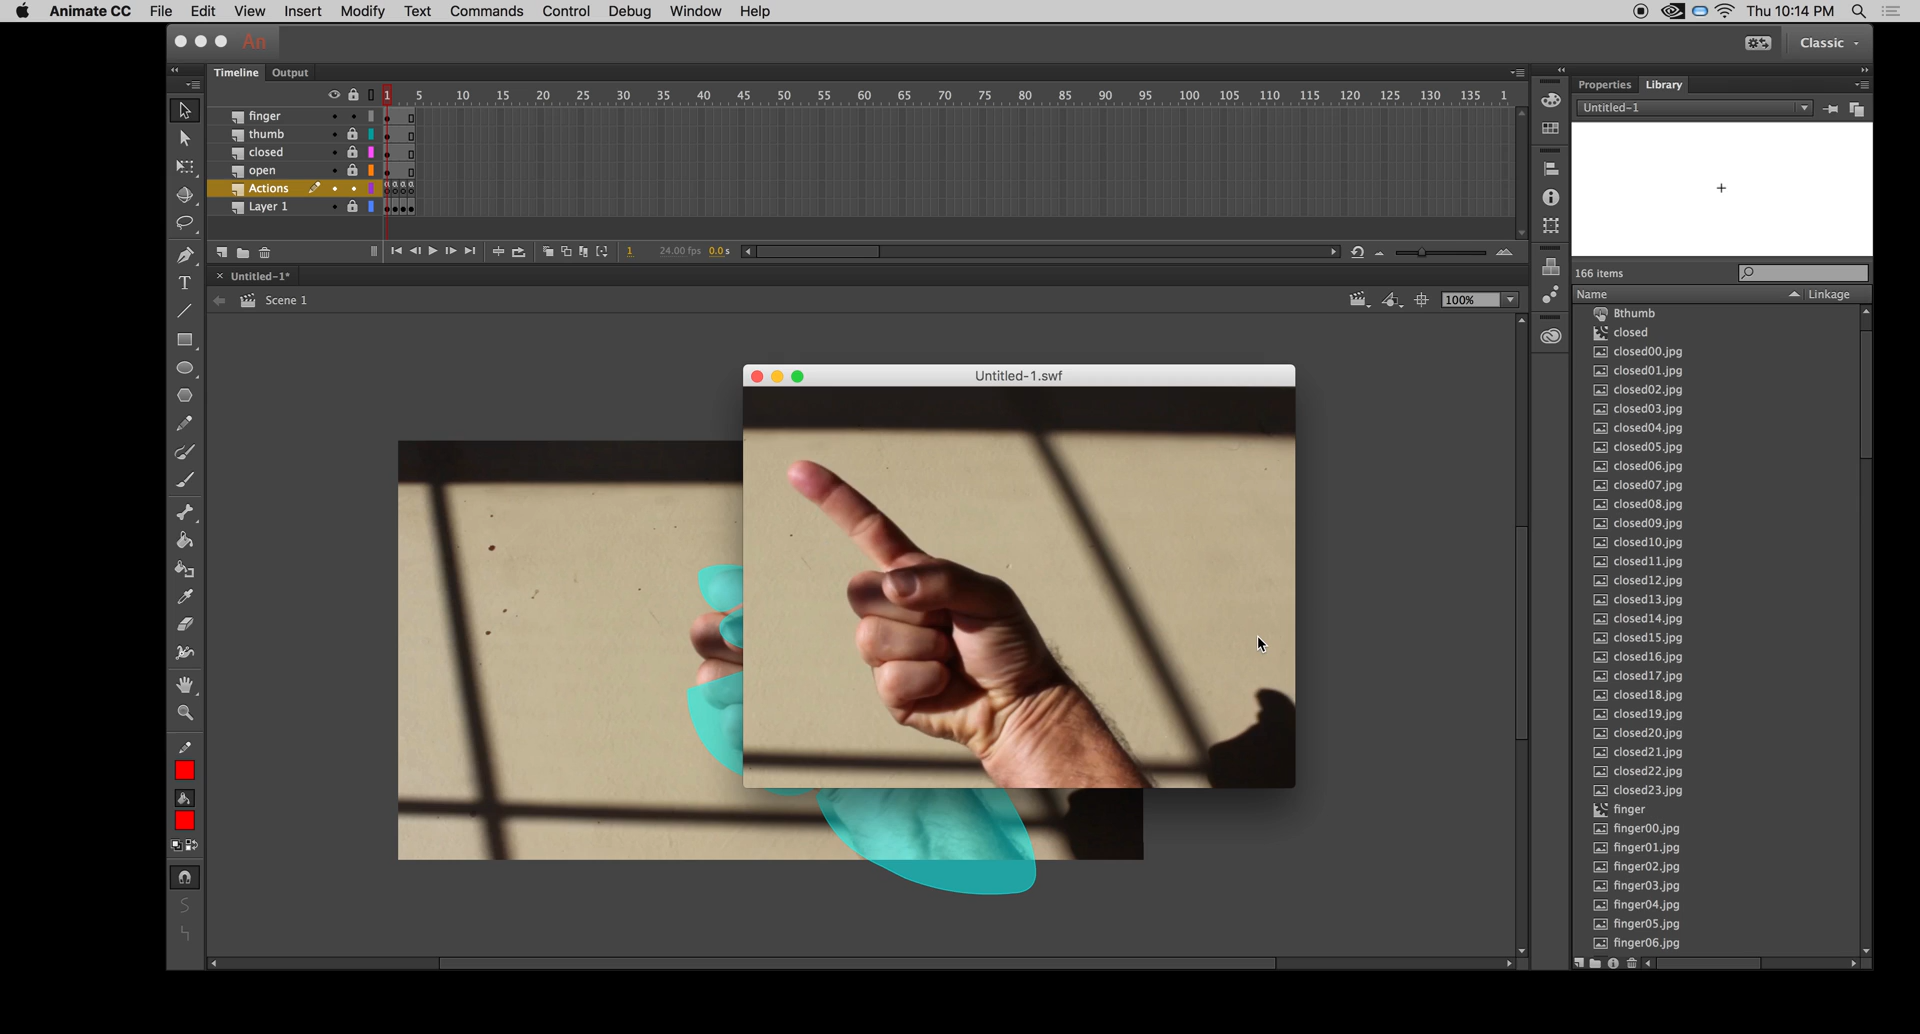 Animate CC File Edit View Insert Modify Text Commands Control Debug Window Help Thu 10:14 PM
An Classic
Timeline Output
1 5 10 15 20 25 30 35 40 45 50 55 60 65 70 75 80 85 90 95 100 105 110 115 120 125 130 135 1
finger
thumb
closed
open
Actions
Layer 1
1 24.00 fps 0.0 s
Untitled-1*
Scene 1
100%
Untitled-1.swf
Properties Library
Untitled-1
166 items
Name Linkage
Bthumb
closed
closed00.jpg
closed01.jpg
closed02.jpg
closed03.jpg
closed04.jpg
closed05.jpg
closed06.jpg
closed07.jpg
closed08.jpg
closed09.jpg
closed10.jpg
closed11.jpg
closed12.jpg
closed13.jpg
closed14.jpg
closed15.jpg
closed16.jpg
closed17.jpg
closed18.jpg
closed19.jpg
closed20.jpg
closed21.jpg
closed22.jpg
closed23.jpg
finger
finger00.jpg
finger01.jpg
finger02.jpg
finger03.jpg
finger04.jpg
finger05.jpg
finger06.jpg